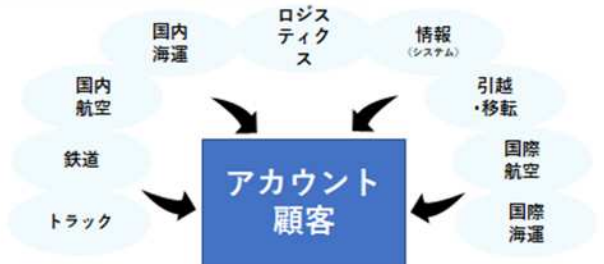 ロジス
ティク
ス
国内
海運
情報
(システム)
国内
航空
引越
・移転
鉄道
国際
航空
トラック
国際
海運
アカウント
顧客